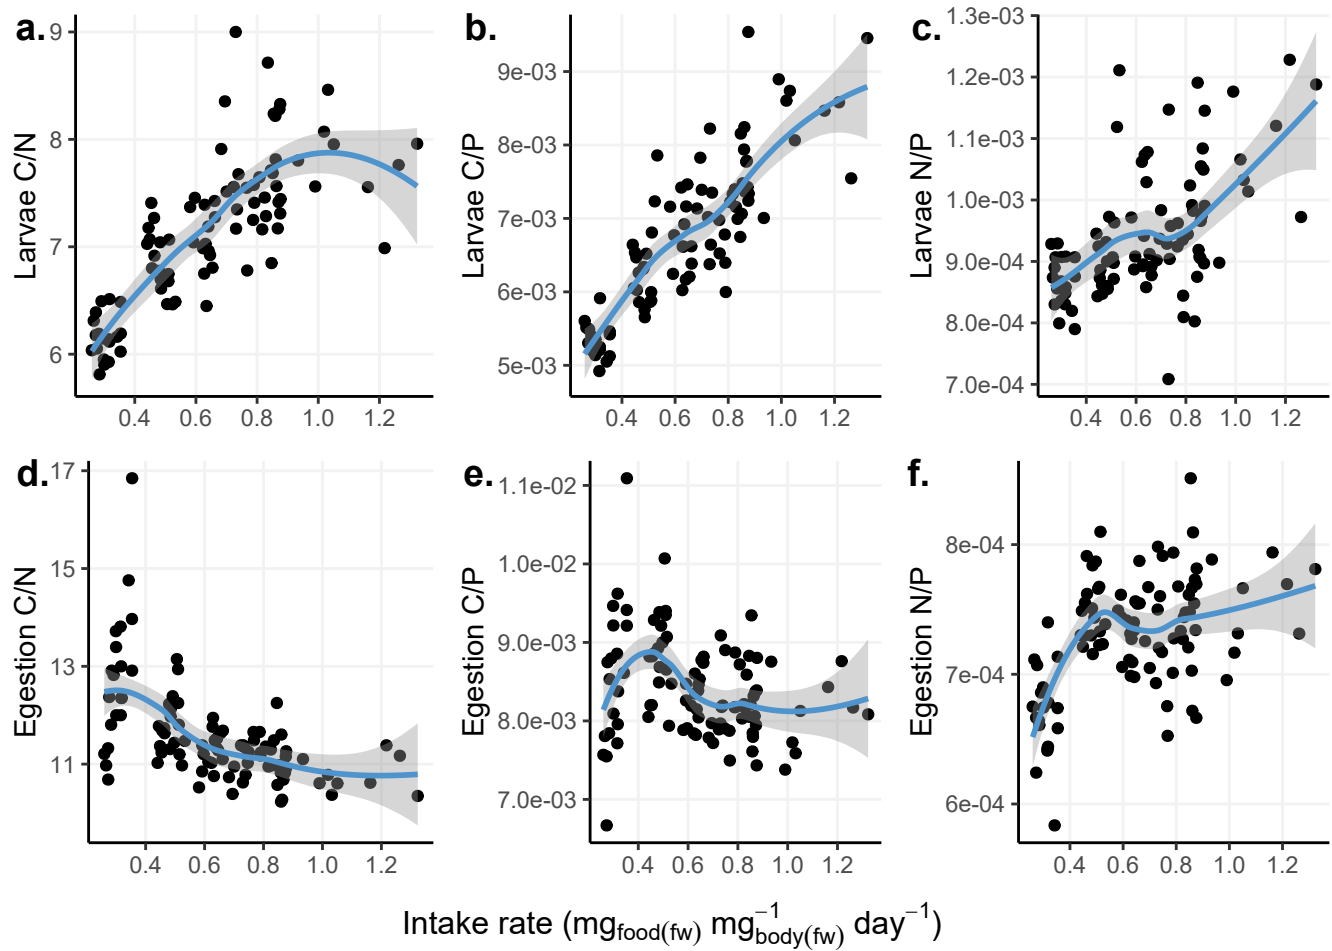 a.
Larvae C/N
9
8
7
6
0.4 0.6 0.8 1.0 1.2
b.
Larvae C/P
9e-03
8e-03
7e-03
6e-03
5e-03
0.4 0.6 0.8 1.0 1.2
c.
Larvae N/P
1.3e-03
1.2e-03
1.1e-03
1.0e-03
9.0e-04
8.0e-04
7.0e-04
0.4 0.6 0.8 1.0 1.2
d.
Egestion C/N
17
15
13
11
0.4 0.6 0.8 1.0 1.2
e.
Egestion C/P
1.1e-02
1.0e-02
9.0e-03
8.0e-03
7.0e-03
0.4 0.6 0.8 1.0 1.2
f.
Egestion N/P
8e-04
7e-04
6e-04
0.4 0.6 0.8 1.0 1.2
Intake rate (mg food(fw) mg⁻¹ body(fw) day⁻¹)